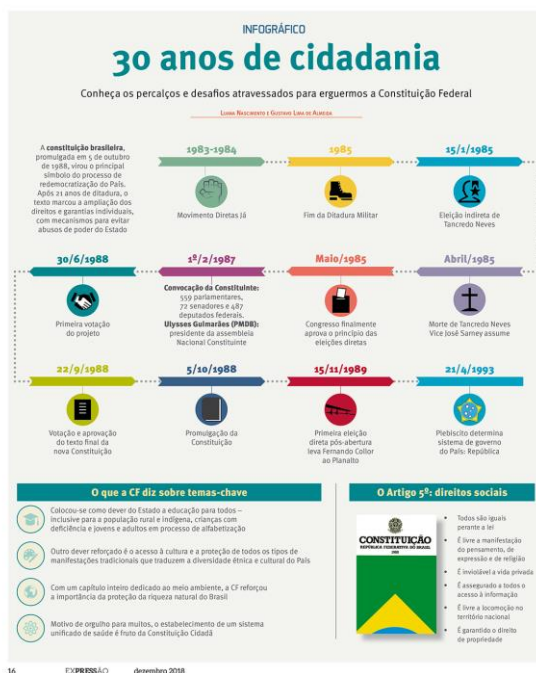 INFOGRÁFICO
30 anos de cidadania
Conheça os percalços e desafios atravessados para erguermos a Constituição Federal
Luana Nascimento e Gustavo Lima de Almeida
A constituição brasileira,
promulgada em 5 de outubro
de 1988, virou o principal
símbolo do processo de
redemocratização do País.
Após 21 anos de ditadura, o
texto marcou a ampliação dos
direitos e garantias individuais,
com mecanismos para evitar
abusos de poder do Estado
1983-1984
Movimento Diretas Já
1985
Fim da Ditadura Militar
15/1/1985
Eleição indireta de
Tancredo Neves
30/6/1988
Primeira votação
do projeto
1º/2/1987
Convocação da Constituinte:
559 parlamentares,
72 senadores e 487
deputados federais.
Ulysses Guimarães (PMDB):
presidente da assembleia
Nacional Constituinte
Maio/1985
Congresso finalmente
aprova o princípio das
eleições diretas
Abril/1985
Morte de Tancredo Neves
Vice José Sarney assume
22/9/1988
Votação e aprovação
do texto final da
nova Constituição
5/10/1988
Promulgação da
Constituição
15/11/1989
Primeira eleição
direta pós-abertura
leva Fernando Collor
ao Planalto
21/4/1993
Plebiscito determina
sistema de governo
do País: República
O que a CF diz sobre temas-chave
Colocou-se como dever do Estado a educação para todos –
inclusive para a população rural e indígena, crianças com
deficiência e jovens e adultos em processo de alfabetização
Outro dever reforçado é o acesso à cultura e a proteção de todos os tipos de
manifestações tradicionais que traduzem a diversidade étnica e cultural do País
Com um capítulo inteiro dedicado ao meio ambiente, a CF reforçou
a importância da proteção da riqueza natural do Brasil
Motivo de orgulho para muitos, o estabelecimento de um sistema
unificado de saúde é fruto da Constituição Cidadã
O Artigo 5º: direitos sociais
CONSTITUIÇÃO
REPÚBLICA FEDERATIVA DO BRASIL
1988
• Todos são iguais
perante a lei
• É livre a manifestação
do pensamento, de
expressão e de religião
• É inviolável a vida privada
• É assegurado a todos o
acesso à informação
• É livre a locomoção no
território nacional
• É garantido o direito
de propriedade
16 EXPRESSÃO dezembro 2018